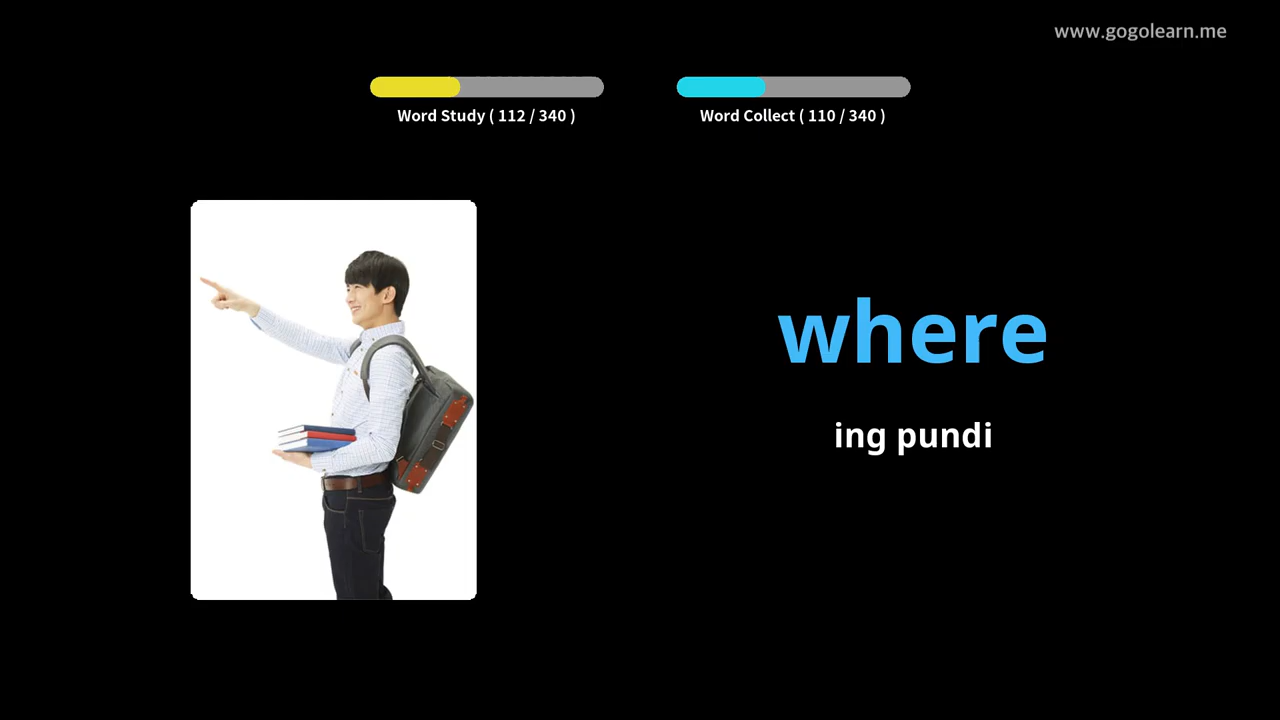 www.gogolearn.me
Word Study ( 112 / 340 )
Word Collect ( 110 / 340 )
where
ing pundi